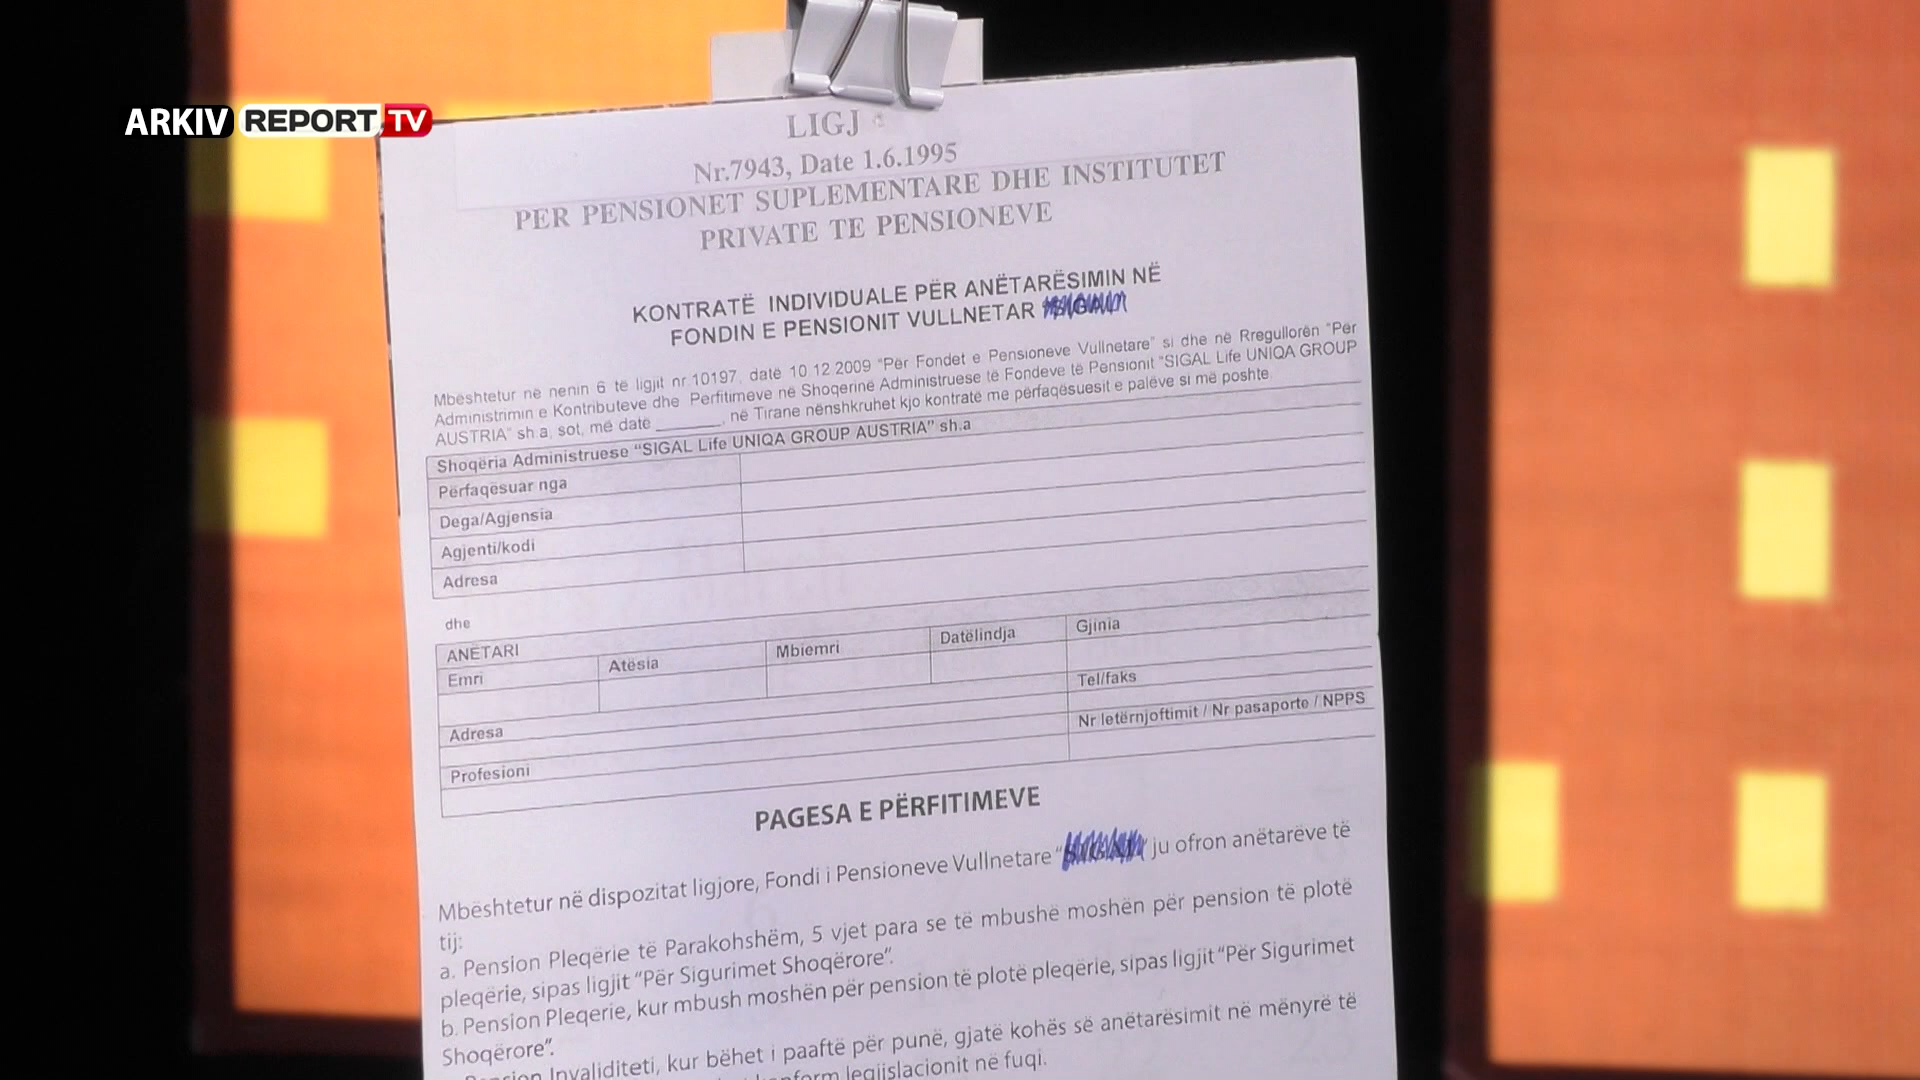 ARKIV REPORT TV
LIGJ
Nr.7943, Date 1.6.1995
PER PENSIONET SUPLEMENTARE DHE INSTITUTET
PRIVATE TE PENSIONEVE
KONTRATË INDIVIDUALE PËR ANËTARËSIMIN NË
FONDIN E PENSIONIT VULLNETAR
Mbështetur në nenin 6 të ligjit nr.10197, datë 10.12.2009 "Për Fondet e Pensioneve Vullnetare" si dhe në Rregulloren "Për
Administrimin e Kontributeve dhe Perfitimeve në Shoqerinë Administruese të Fondeve të Pensionit "SIGAL Life UNIQA GROUP
AUSTRIA" sh.a, sot, më datë ________, në Tirane nënshkruhet kjo kontratë me përfaqësuesit e palëve si më poshte
Shoqëria Administruese "SIGAL Life UNIQA GROUP AUSTRIA" sh.a
Përfaqësuar nga
Dega/Agjensia
Agjenti/kodi
Adresa
dhe
ANËTARI
Emri Atësia Mbiemri Datëlindja Gjinia
Tel/faks
Adresa
Nr letërnjoftimit / Nr pasaporte / NPPS
Profesioni
PAGESA E PËRFITIMEVE
Mbështetur në dispozitat ligjore, Fondi i Pensioneve Vullnetare "SIGAL" ju ofron anëtarëve të
tij:
a. Pension Pleqërie të Parakohshëm, 5 vjet para se të mbushë moshën për pension të plotë
pleqërie, sipas ligjit "Për Sigurimet Shoqërore".
b. Pension Pleqerie, kur mbush moshën për pension të plotë pleqërie, sipas ligjit "Për Sigurimet
Shoqërore".
Pension Invaliditeti, kur bëhet i paaftë për punë, gjatë kohës së anëtarësimit në mënyrë të
konform legjislacionit në fuqi.